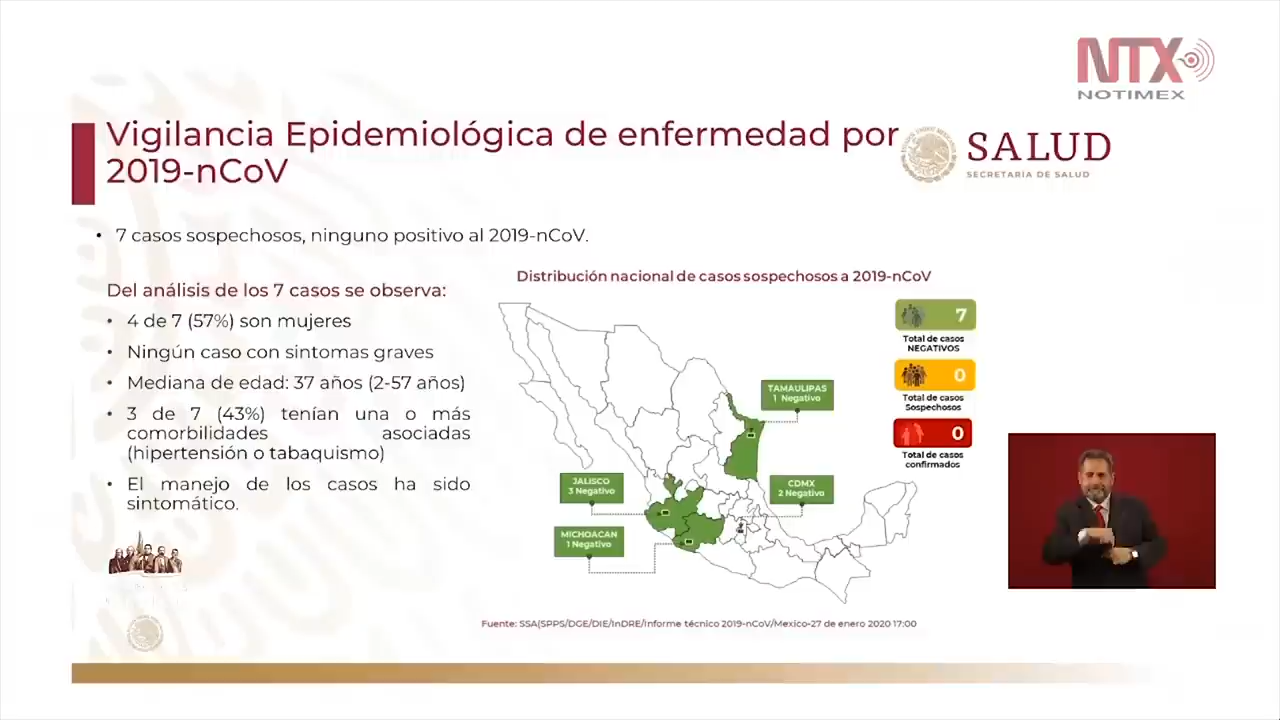 NTX
NOTIMEX
Vigilancia Epidemiológica de enfermedad por
2019-nCoV
SALUD
SECRETARÍA DE SALUD
• 7 casos sospechosos, ninguno positivo al 2019-nCoV.
Distribución nacional de casos sospechosos a 2019-nCoV
Del análisis de los 7 casos se observa:
• 4 de 7 (57%) son mujeres
• Ningún caso con sintomas graves
• Mediana de edad: 37 años (2-57 años)
• 3 de 7 (43%) tenían una o más
comorbilidades asociadas
(hipertensión o tabaquismo)
• El manejo de los casos ha sido
sintomático.
7
Total de casos
NEGATIVOS
0
Total de casos
Sospechosos
0
Total de casos
confirmados
TAMAULIPAS
1 Negativo
JALISCO
3 Negativo
CDMX
2 Negativo
MICHOACAN
1 Negativo
Fuente: SSA(SPPS/DGE/DIE/InDRE/Informe técnico 2019-nCoV/Mexico-27 de enero 2020 17:00